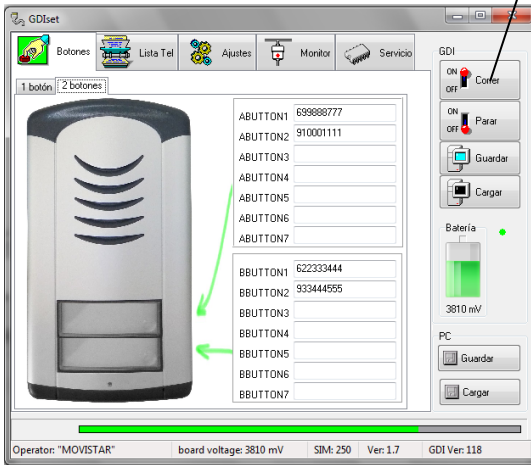 GDIset
Botones
Lista Tel
Ajustes
Monitor
Servicio
1 botón
2 botones
ABUTTON1 699888777
ABUTTON2 910001111
ABUTTON3
ABUTTON4
ABUTTON5
ABUTTON6
ABUTTON7
BBUTTON1 622333444
BBUTTON2 933444555
BBUTTON3
BBUTTON4
BBUTTON5
BBUTTON6
BBUTTON7
GDI
ON
OFF
Correr
ON
OFF
Parar
Guardar
Cargar
Batería
3810 mV
PC
Guardar
Cargar
Operator: "MOVISTAR" board voltage: 3810 mV SIM: 250 Ver: 1.7 GDI Ver: 118